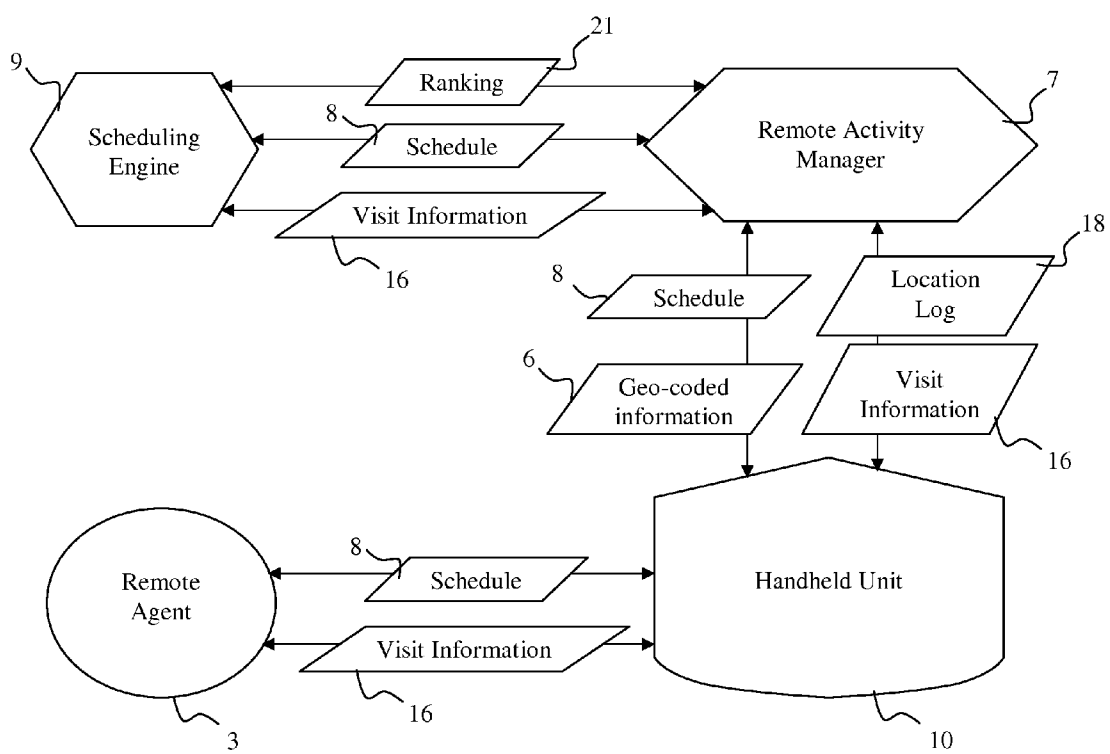 21
9
Ranking
7
8
Scheduling
Engine
Schedule
Remote Activity
Manager
Visit Information
16
18
8
Schedule
Location
Log
6
Geo-coded
information
Visit
Information
16
8
Schedule
Remote
Agent
Handheld Unit
Visit Information
16
3
10